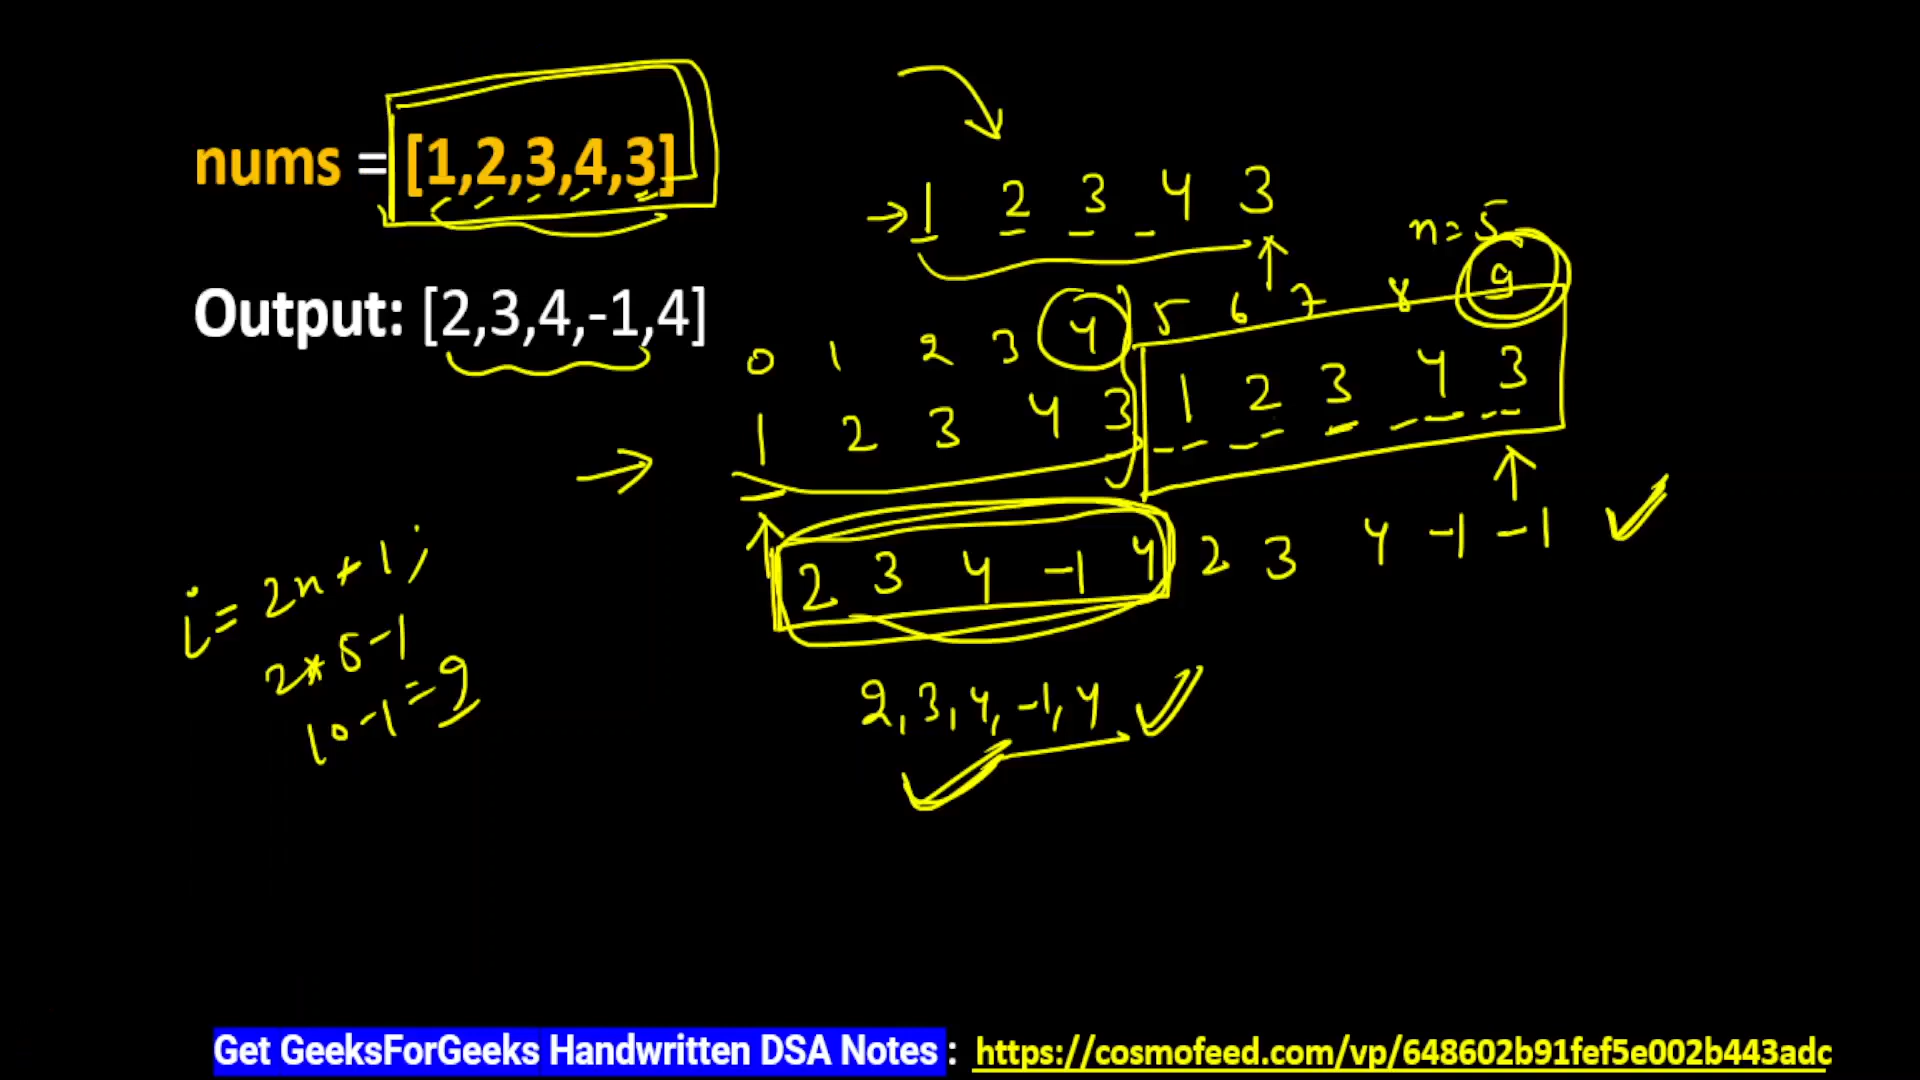 nums = [1,2,3,4,3]
Output: [2,3,4,-1,4]
1 2 3 4 3
n=5
0 1 2 3 4 5 6 7 8 9
1 2 3 4 3 1 2 3 4 3
2 3 4 -1 4 2 3 4 -1 -1
i = 2n+1;
2*5-1
10-1=9
2,3,4,-1,4
Get GeeksForGeeks Handwritten DSA Notes : https://cosmofeed.com/vp/648602b91fef5e002b443adc